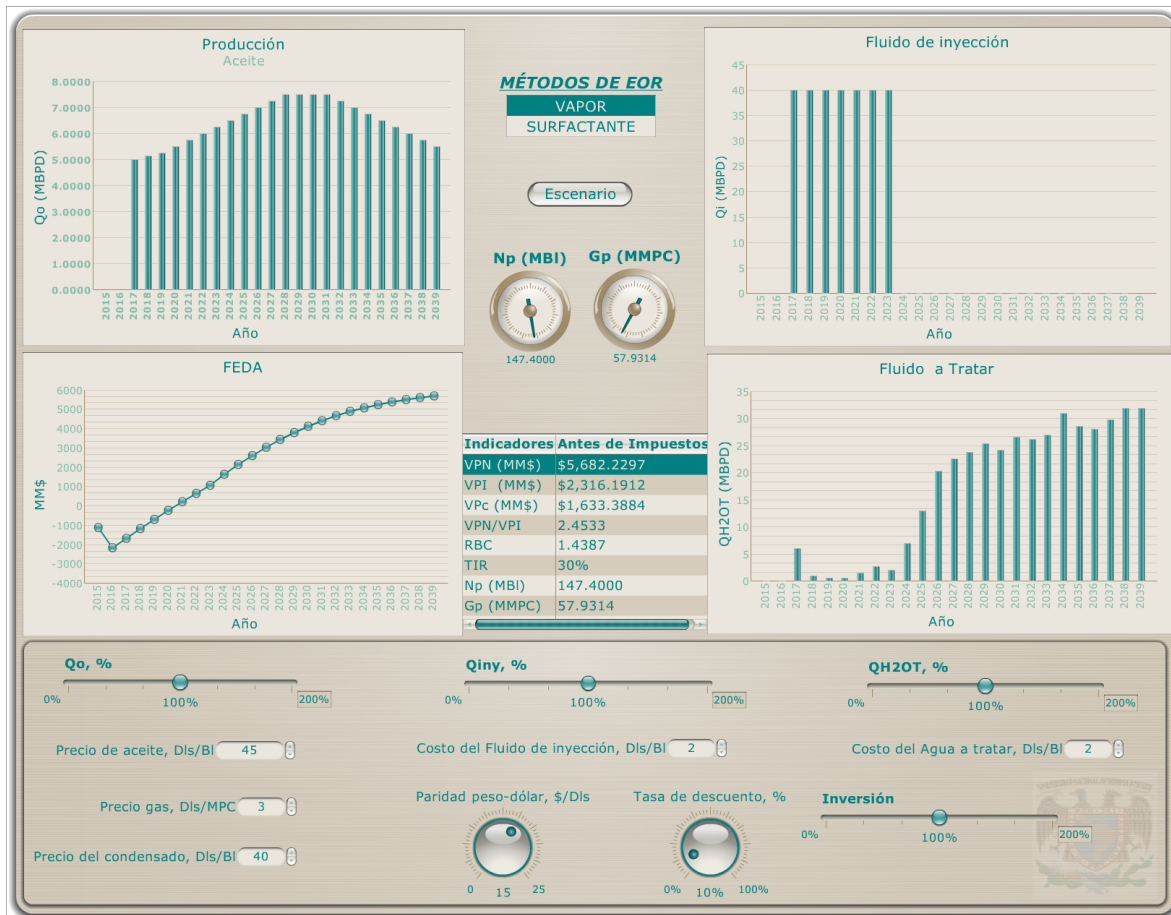 Producción
Aceite
8.0000
7.0000
6.0000
5.0000
4.0000
3.0000
2.0000
1.0000
0.0000
Qo (MBPD)
2015 2016 2017 2018 2019 2020 2021 2022 2023 2024 2025 2026 2027 2028 2029 2030 2031 2032 2033 2034 2035 2036 2037 2038 2039
Año
MÉTODOS DE EOR
VAPOR
SURFACTANTE
Escenario
Np (MBl) Gp (MMPC)
147.4000 57.9314
Fluido de inyección
45
40
35
30
25
20
15
10
5
0
Qi (MBPD)
2015 2016 2017 2018 2019 2020 2021 2022 2023 2024 2025 2026 2027 2028 2029 2030 2031 2032 2033 2034 2035 2036 2037 2038 2039
Año
FEDA
6000
5000
4000
3000
2000
1000
0
-1000
-2000
-3000
-4000
MM$
2015 2016 2017 2018 2019 2020 2021 2022 2023 2024 2025 2026 2027 2028 2029 2030 2031 2032 2033 2034 2035 2036 2037 2038 2039
Año
Indicadores Antes de Impuestos
VPN (MM$) $5,682.2297
VPI (MM$) $2,316.1912
VPc (MM$) $1,633.3884
VPN/VPI 2.4533
RBC 1.4387
TIR 30%
Np (MBl) 147.4000
Gp (MMPC) 57.9314
Fluido a Tratar
35
30
25
20
15
10
5
0
QH2OT (MBPD)
2015 2016 2017 2018 2019 2020 2021 2022 2023 2024 2025 2026 2027 2028 2029 2030 2031 2032 2033 2034 2035 2036 2037 2038 2039
Año
Qo, %
0% 100% 200%
Qiny, %
0% 100% 200%
QH2OT, %
0% 100% 200%
Precio de aceite, Dls/Bl 45
Costo del Fluido de inyección, Dls/Bl 2
Costo del Agua a tratar, Dls/Bl 2
Precio gas, Dls/MPC 3
Precio del condensado, Dls/Bl 40
Paridad peso-dólar, $/Dls
0 15 25
Tasa de descuento, %
0% 10% 100%
Inversión
0% 100% 200%